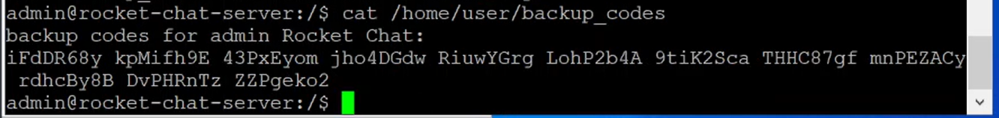 admin@rocket-chat-server:/$ cat /home/user/backup_codes
backup codes for admin Rocket Chat:
iFdDR68y kpMifh9E 43PxEyom jho4DGdw RiuwYGrg LohP2b4A 9tiK2Sca THHC87gf mnPEZACy
rdhcBy8B DvPHRnTz ZZPgeko2
admin@rocket-chat-server:/$